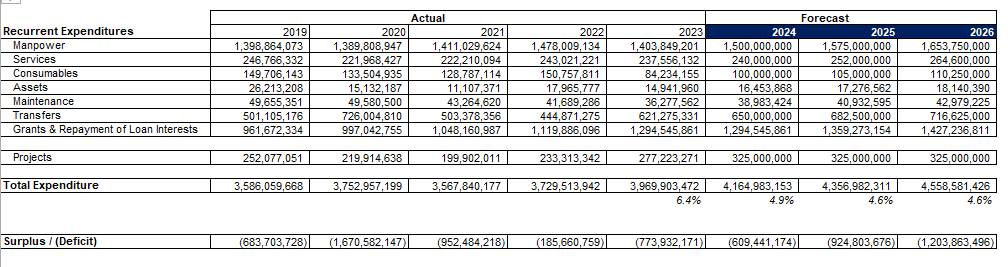 Actual Forecast
Recurrent Expenditures 2019 2020 2021 2022 2023 2024 2025 2026
Manpower 1,398,864,073 1,389,808,947 1,411,029,624 1,478,009,134 1,403,849,201 1,500,000,000 1,575,000,000 1,653,750,000
Services 246,766,332 221,968,427 222,210,094 243,021,221 237,556,132 240,000,000 252,000,000 264,600,000
Consumables 149,706,143 133,504,935 128,787,114 150,757,811 84,234,155 100,000,000 105,000,000 110,250,000
Assets 26,213,208 15,132,187 11,107,371 17,965,777 14,941,960 16,453,868 17,276,562 18,140,390
Maintenance 49,655,351 49,580,500 43,264,620 41,689,286 36,277,562 38,983,424 40,932,595 42,979,225
Transfers 501,105,176 726,004,810 503,378,356 444,871,275 621,275,331 650,000,000 682,500,000 716,625,000
Grants & Repayment of Loan Interests 961,672,334 997,042,755 1,048,160,987 1,119,886,096 1,294,545,861 1,294,545,861 1,359,273,154 1,427,236,811
Projects 252,077,051 219,914,638 199,902,011 233,313,342 277,223,271 325,000,000 325,000,000 325,000,000
Total Expenditure 3,586,059,668 3,752,957,199 3,567,840,177 3,729,513,942 3,969,903,472 4,164,983,153 4,356,982,311 4,558,581,426
6.4% 4.9% 4.6% 4.6%
Surplus / (Deficit) (683,703,728) (1,670,582,147) (952,484,218) (185,660,759) (773,932,171) (609,441,174) (924,803,676) (1,203,863,496)